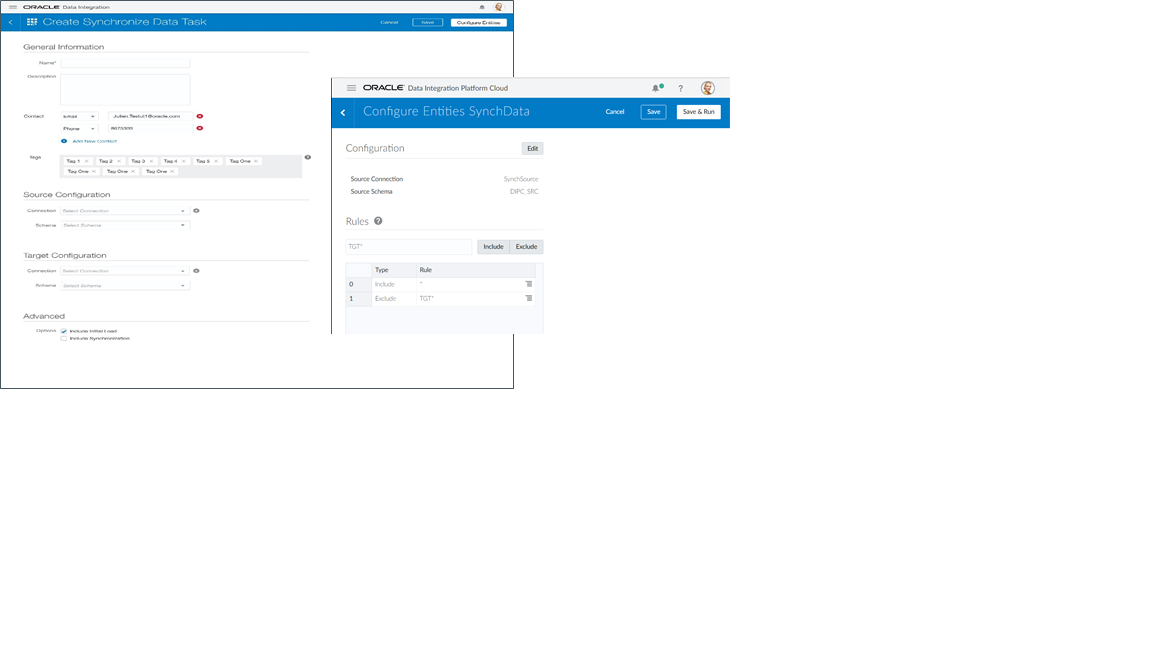 ORACLE Data Integration
Create Synchronize Data Task
Cancel Save Configure Entities
General Information
Name*
Description
Contact Email Julien.Testut1@oracle.com
Phone 8675309
Add New Contact
Tags Tag 1 × Tag 2 × Tag 3 × Tag 4 × Tag 5 × Tag One ×
Tag One × Tag One × Tag One ×
Source Configuration
Connection Select Connection
Schema Select Schema
Target Configuration
Connection Select Connection
Schema Select Schema
Advanced
Options Include Initial Load
Include Synchronization
ORACLE Data Integration Platform Cloud ?
Configure Entities SynchData
Cancel Save Save & Run
Configuration Edit
Source Connection SynchSource
Source Schema DIPC_SRC
Rules ?
TGT* Include Exclude
Type Rule
0 Include *
1 Exclude TGT*